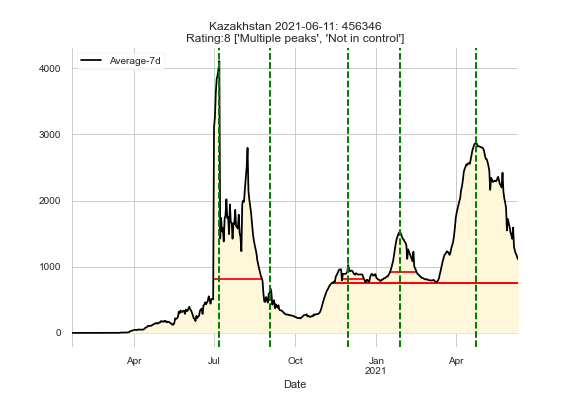 Kazakhstan 2021-06-11: 456346
Rating:8 ['Multiple peaks', 'Not in control']
Average-7d
4000
3000
2000
1000
0
Apr Jul Oct Jan Apr
2021
Date